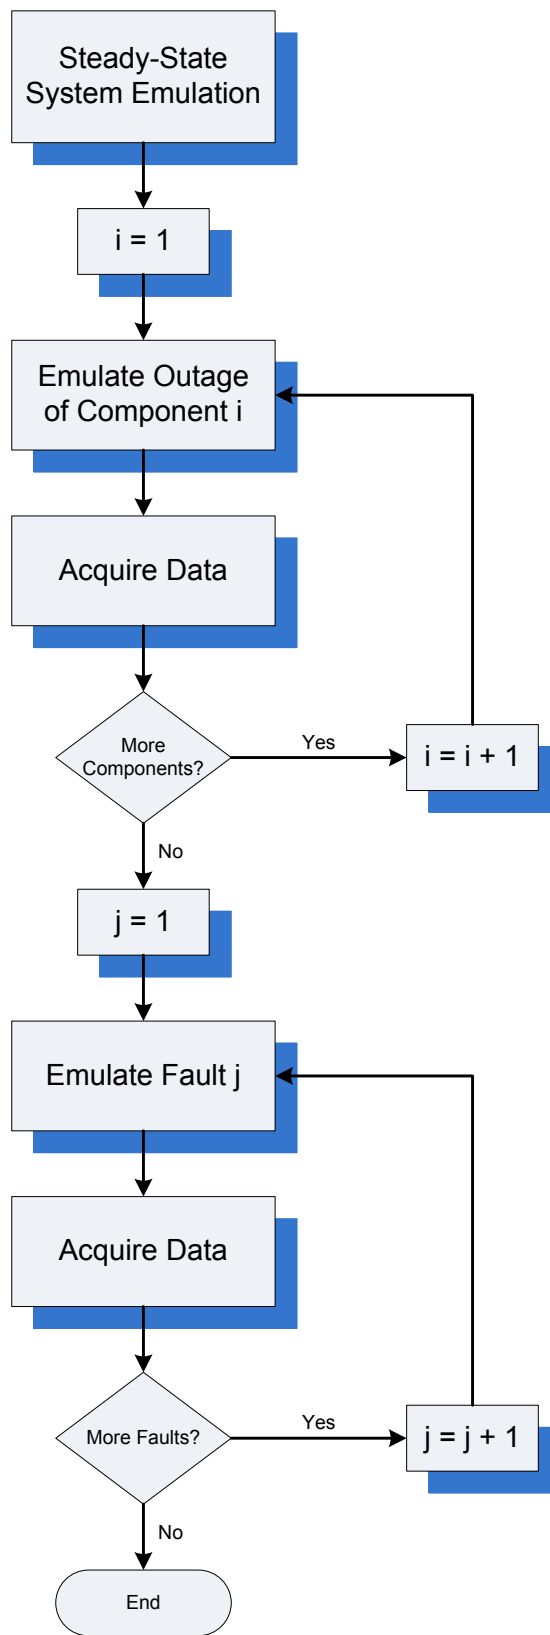 Steady-State
System Emulation
i = 1
Emulate Outage
of Component i
Acquire Data
More
Components?
Yes
i = i + 1
No
j = 1
Emulate Fault j
Acquire Data
More Faults?
Yes
j = j + 1
No
End